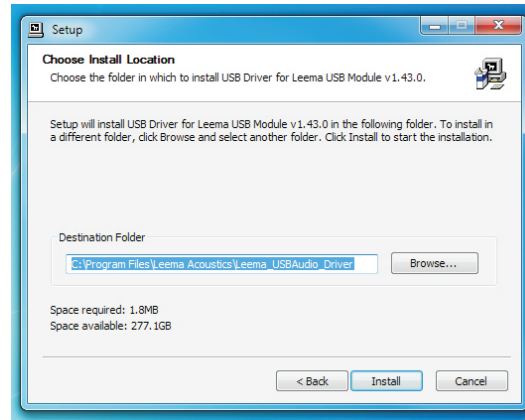 Setup
Choose Install Location
Choose the folder in which to install USB Driver for Leema USB Module v1.43.0.
Setup will install USB Driver for Leema USB Module v1.43.0 in the following folder. To install in
a different folder, click Browse and select another folder. Click Install to start the installation.
Destination Folder
C:\Program Files\Leema Acoustics\Leema_USBAudio_Driver
Browse...
Space required: 1.8MB
Space available: 277.1GB
< Back
Install
Cancel